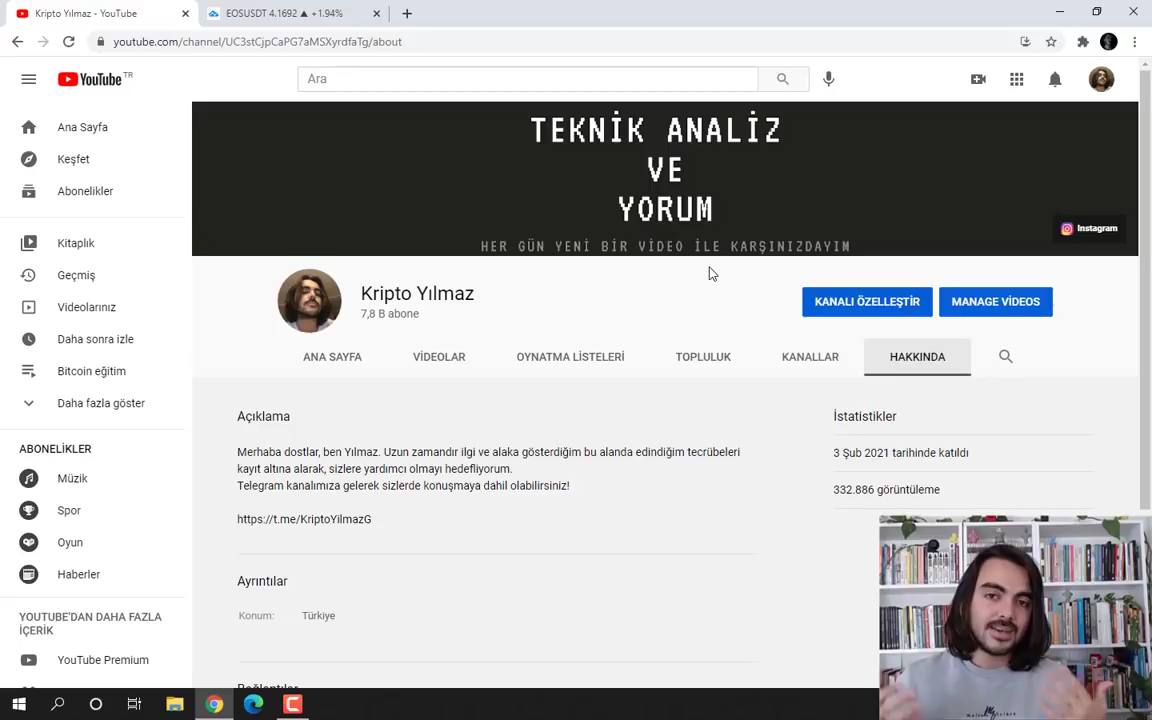 Kripto Yılmaz - YouTube
EOSUSDT 4.1692 ▲ +1.94%
youtube.com/channel/UC3stCjpCaPG7aMSXyrdfaTg/about
YouTube TR
Ara
Ana Sayfa
Keşfet
Abonelikler
Kitaplık
Geçmiş
Videolarınız
Daha sonra izle
Bitcoin eğitim
Daha fazla göster
ABONELİKLER
Müzik
Spor
Oyun
Haberler
YOUTUBE'DAN DAHA FAZLA
İÇERİK
YouTube Premium
TEKNİK ANALİZ
VE
YORUM
HER GÜN YENİ BİR VİDEO İLE KARŞINIZDAYIM
Instagram
Kripto Yılmaz
7,8 B abone
KANALI ÖZELLEŞTİR
MANAGE VİDEOS
ANA SAYFA
VİDEOLAR
OYNATMA LİSTELERİ
TOPLULUK
KANALLAR
HAKKINDA
Açıklama
Merhaba dostlar, ben Yılmaz. Uzun zamandır ilgi ve alaka gösterdiğim bu alanda edindiğim tecrübeleri
kayıt altına alarak, sizlere yardımcı olmayı hedefliyorum.
Telegram kanalımıza gelerek sizlerde konuşmaya dahil olabilirsiniz!
https://t.me/KriptoYilmazG
Ayrıntılar
Konum: Türkiye
Bağlantılar
İstatistikler
3 Şub 2021 tarihinde katıldı
332.886 görüntüleme